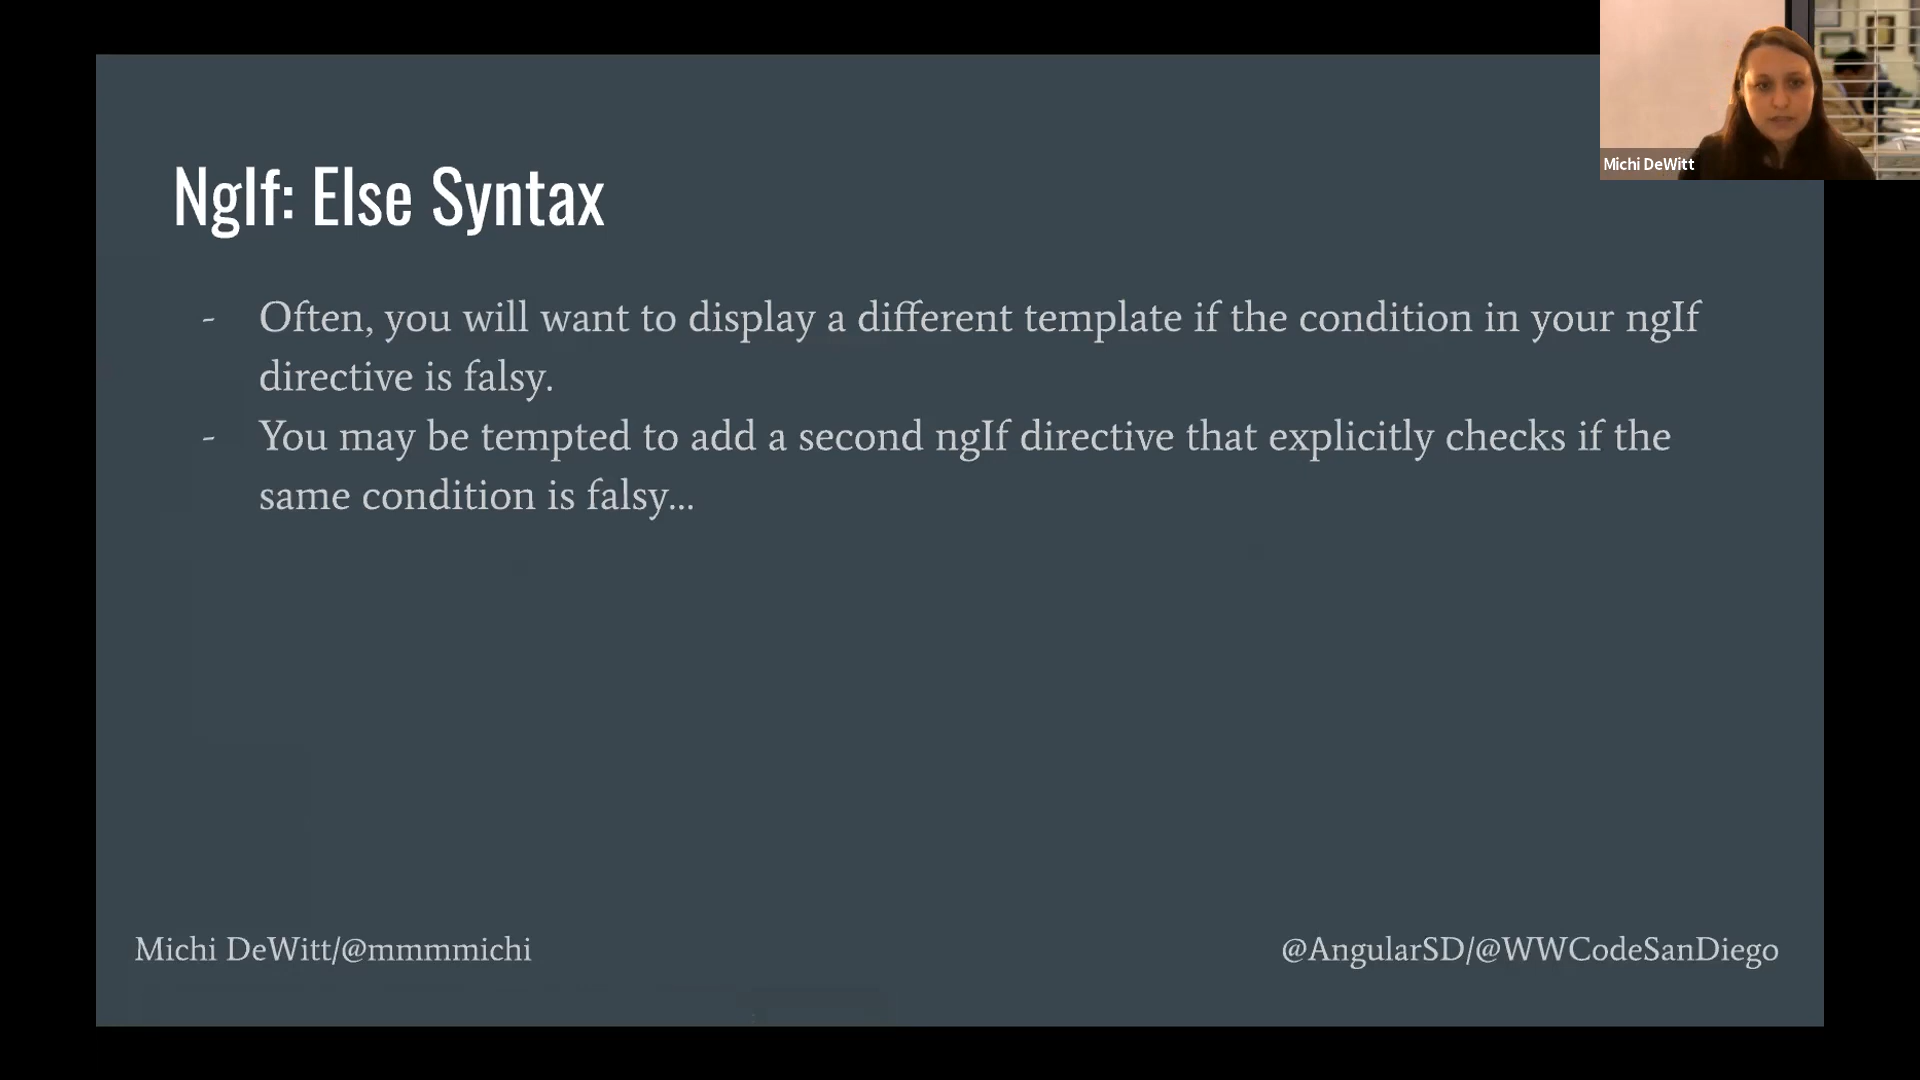 Michi DeWitt
NgIf: Else Syntax
- Often, you will want to display a different template if the condition in your ngIf
directive is falsy.
- You may be tempted to add a second ngIf directive that explicitly checks if the
same condition is falsy...
Michi DeWitt/@mmmmichi
@AngularSD/@WWCodeSanDiego